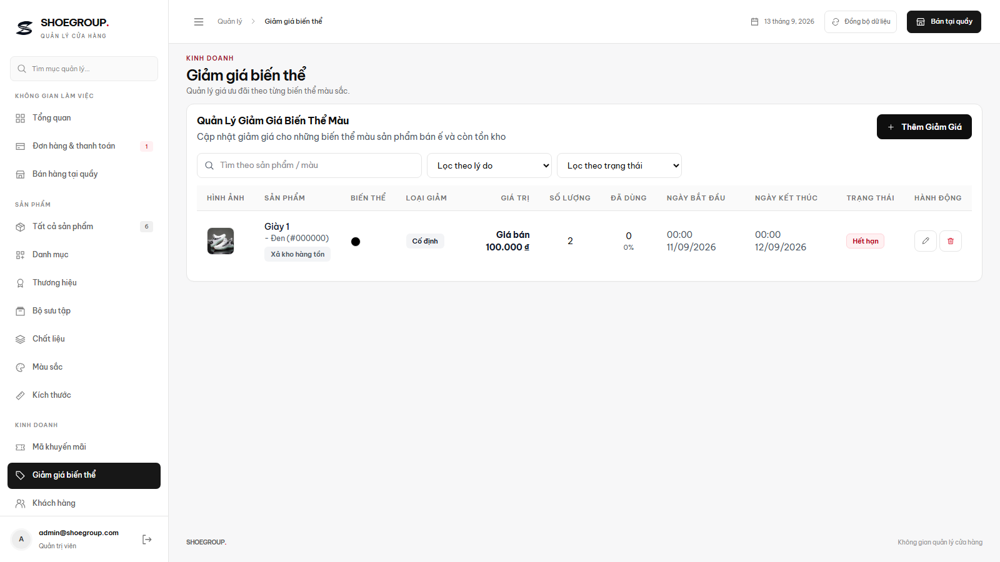 SHOEGROUP.
QUẢN LÝ CỬA HÀNG
Tìm mục quản lý...
KHÔNG GIAN LÀM VIỆC
Tổng quan
Đơn hàng & thanh toán 1
Bán hàng tại quầy
SẢN PHẨM
Tất cả sản phẩm 6
Danh mục
Thương hiệu
Bộ sưu tập
Chất liệu
Màu sắc
Kích thước
KINH DOANH
Mã khuyến mãi
Giảm giá biến thể
Khách hàng
A
admin@shoegroup.com
Quản trị viên
Quản lý > Giảm giá biến thể
13 tháng 9, 2026
Đồng bộ dữ liệu
Bán tại quầy
KINH DOANH
Giảm giá biến thể
Quản lý giá ưu đãi theo từng biến thể màu sắc.
Quản Lý Giảm Giá Biến Thể Màu
Cập nhật giảm giá cho những biến thể màu sản phẩm bán ế và còn tồn kho
+ Thêm Giảm Giá
Tìm theo sản phẩm / màu
Lọc theo lý do
Lọc theo trạng thái
HÌNH ẢNH SẢN PHẨM BIẾN THỂ LOẠI GIẢM GIÁ TRỊ SỐ LƯỢNG ĐÃ DÙNG NGÀY BẮT ĐẦU NGÀY KẾT THÚC TRẠNG THÁI HÀNH ĐỘNG
Giày 1
- Đen (#000000)
Xả kho hàng tồn
Cố định
Giá bán
100.000 ₫
2
0
0%
00:00
11/09/2026
00:00
12/09/2026
Hết hạn
SHOEGROUP.
Không gian quản lý cửa hàng